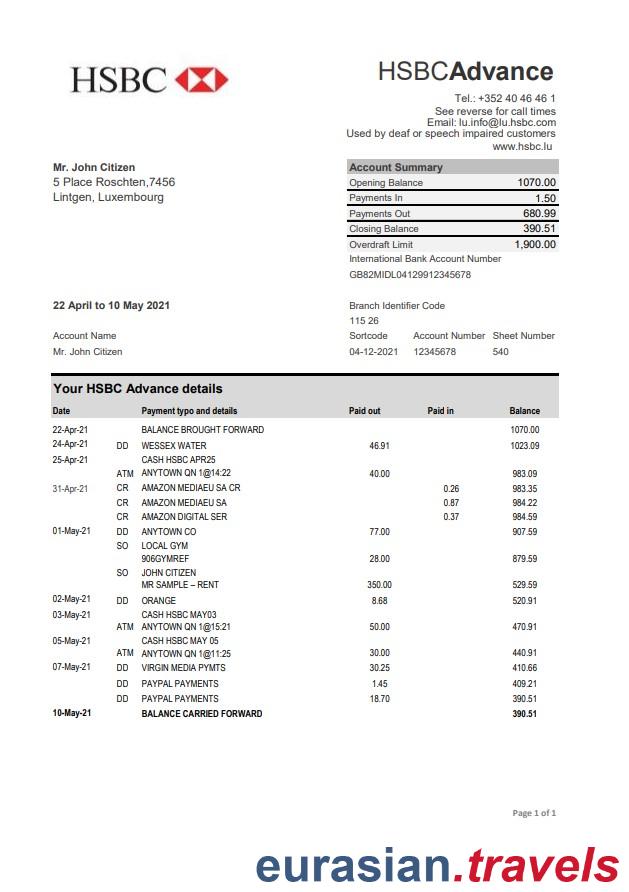 HSBC
HSBCAdvance
Tel.: +352 40 46 46 1
See reverse for call times
Email: lu.info@lu.hsbc.com
Used by deaf or speech impaired customers
www.hsbc.lu
Mr. John Citizen
5 Place Roschten,7456
Lintgen, Luxembourg
Account Summary
Opening Balance 1070.00
Payments In 1.50
Payments Out 680.99
Closing Balance 390.51
Overdraft Limit 1,900.00
International Bank Account Number
GB82MIDL04129912345678
22 April to 10 May 2021
Branch Identifier Code
115 26
Account Name Sortcode Account Number Sheet Number
Mr. John Citizen 04-12-2021 12345678 540
Your HSBC Advance details
Date Payment typo and details Paid out Paid in Balance
22-Apr-21 BALANCE BROUGHT FORWARD 1070.00
24-Apr-21 DD WESSEX WATER 46.91 1023.09
25-Apr-21 CASH HSBC APR25
ATM ANYTOWN QN 1@14:22 40.00 983.09
31-Apr-21 CR AMAZON MEDIAEU SA CR 0.26 983.35
CR AMAZON MEDIAEU SA 0.87 984.22
CR AMAZON DIGITAL SER 0.37 984.59
01-May-21 DD ANYTOWN CO 77.00 907.59
SO LOCAL GYM
906GYMREF 28.00 879.59
SO JOHN CITIZEN
MR SAMPLE – RENT 350.00 529.59
02-May-21 DD ORANGE 8.68 520.91
03-May-21 CASH HSBC MAY03
ATM ANYTOWN QN 1@15:21 50.00 470.91
05-May-21 CASH HSBC MAY 05
ATM ANYTOWN QN 1@11:25 30.00 440.91
07-May-21 DD VIRGIN MEDIA PYMTS 30.25 410.66
DD PAYPAL PAYMENTS 1.45 409.21
DD PAYPAL PAYMENTS 18.70 390.51
10-May-21 BALANCE CARRIED FORWARD 390.51
Page 1 of 1
eurasian.travels